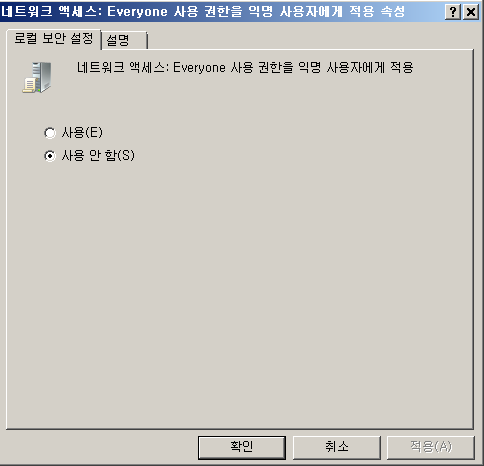 네트워크 액세스: Everyone 사용 권한을 익명 사용자에게 적용 속성
로컬 보안 설정 설명
네트워크 액세스: Everyone 사용 권한을 익명 사용자에게 적용
사용(E)
사용 안 함(S)
확인 취소 적용(A)